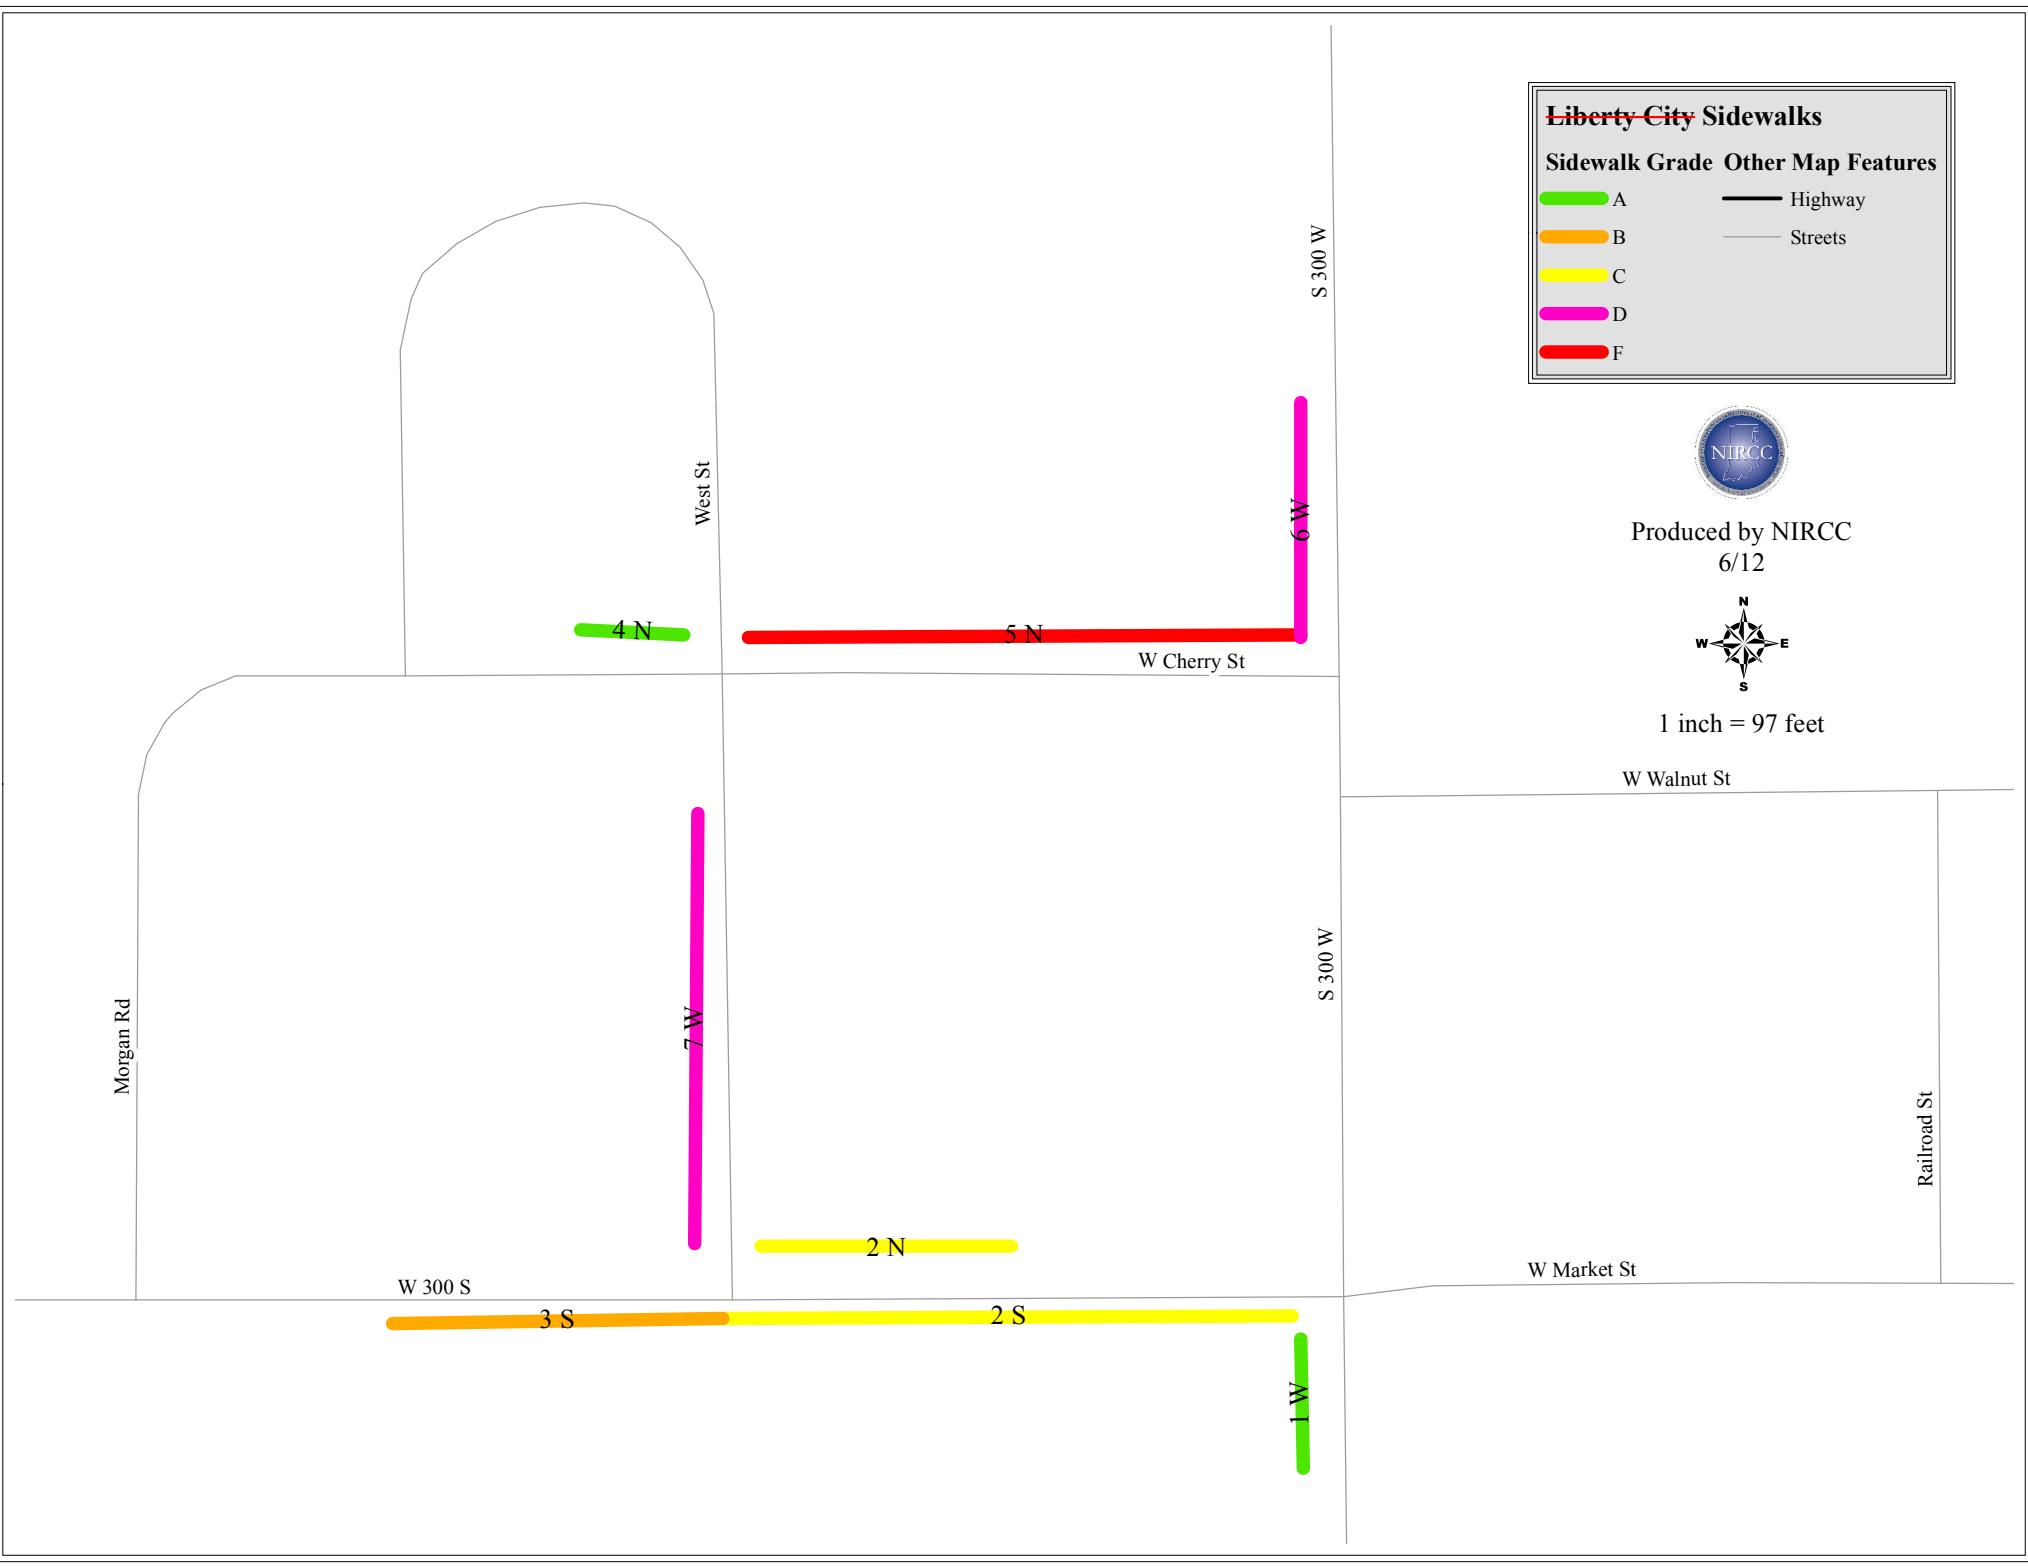 Liberty City Sidewalks
Sidewalk Grade Other Map Features
A Highway
B Streets
C
D
F
NIRCC
Produced by NIRCC
6/12
N
W E
S
1 inch = 97 feet
S 300 W
West St
6 W
4 N
5 N
W Cherry St
W Walnut St
S 300 W
Morgan Rd
7 W
Railroad St
2 N
W 300 S
W Market St
3 S
2 S
1 W